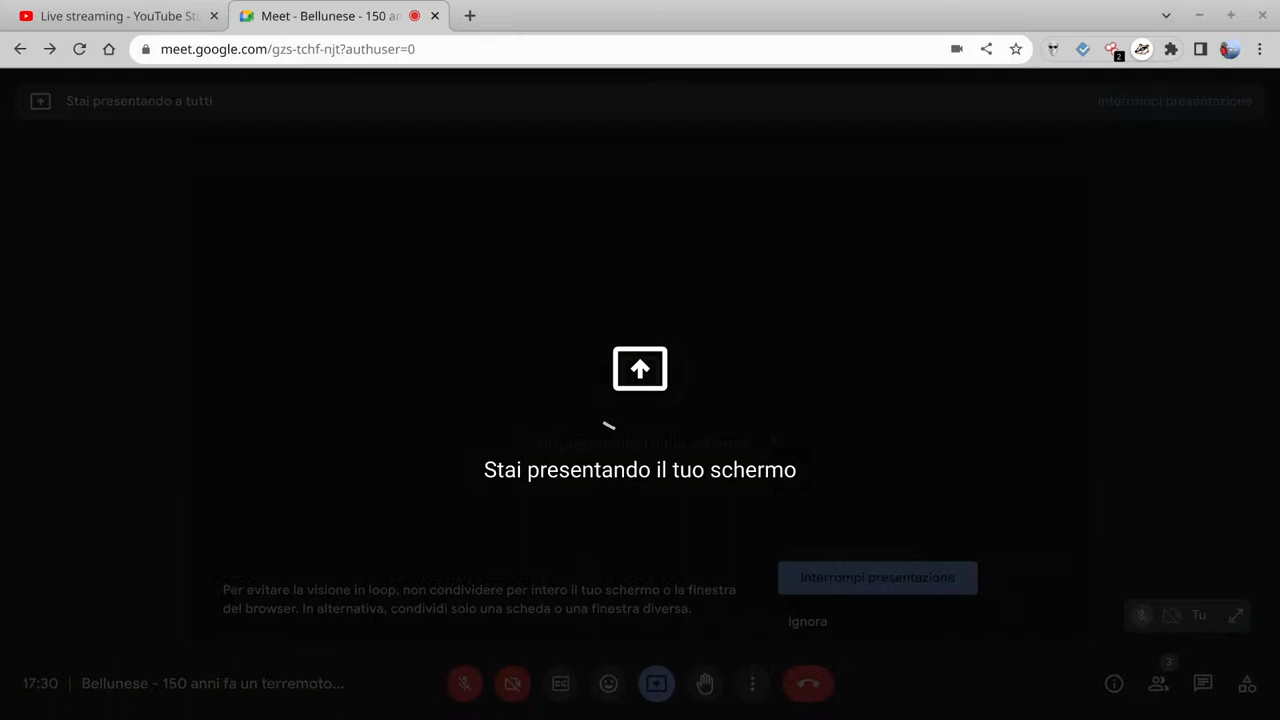 Live streaming - YouTube Stu
Meet - Bellunese - 150 an
meet.google.com/gzs-tchf-njt?authuser=0
2
Stai presentando a tutti
Interrompi presentazione
Stai presentando il tuo schermo
Per evitare la visione in loop, non condividere per intero il tuo schermo o la finestra
del browser. In alternativa, condividi solo una scheda o una finestra diversa.
Interrompi presentazione
Ignora
Tu
17:30 | Bellunese - 150 anni fa un terremoto...
3